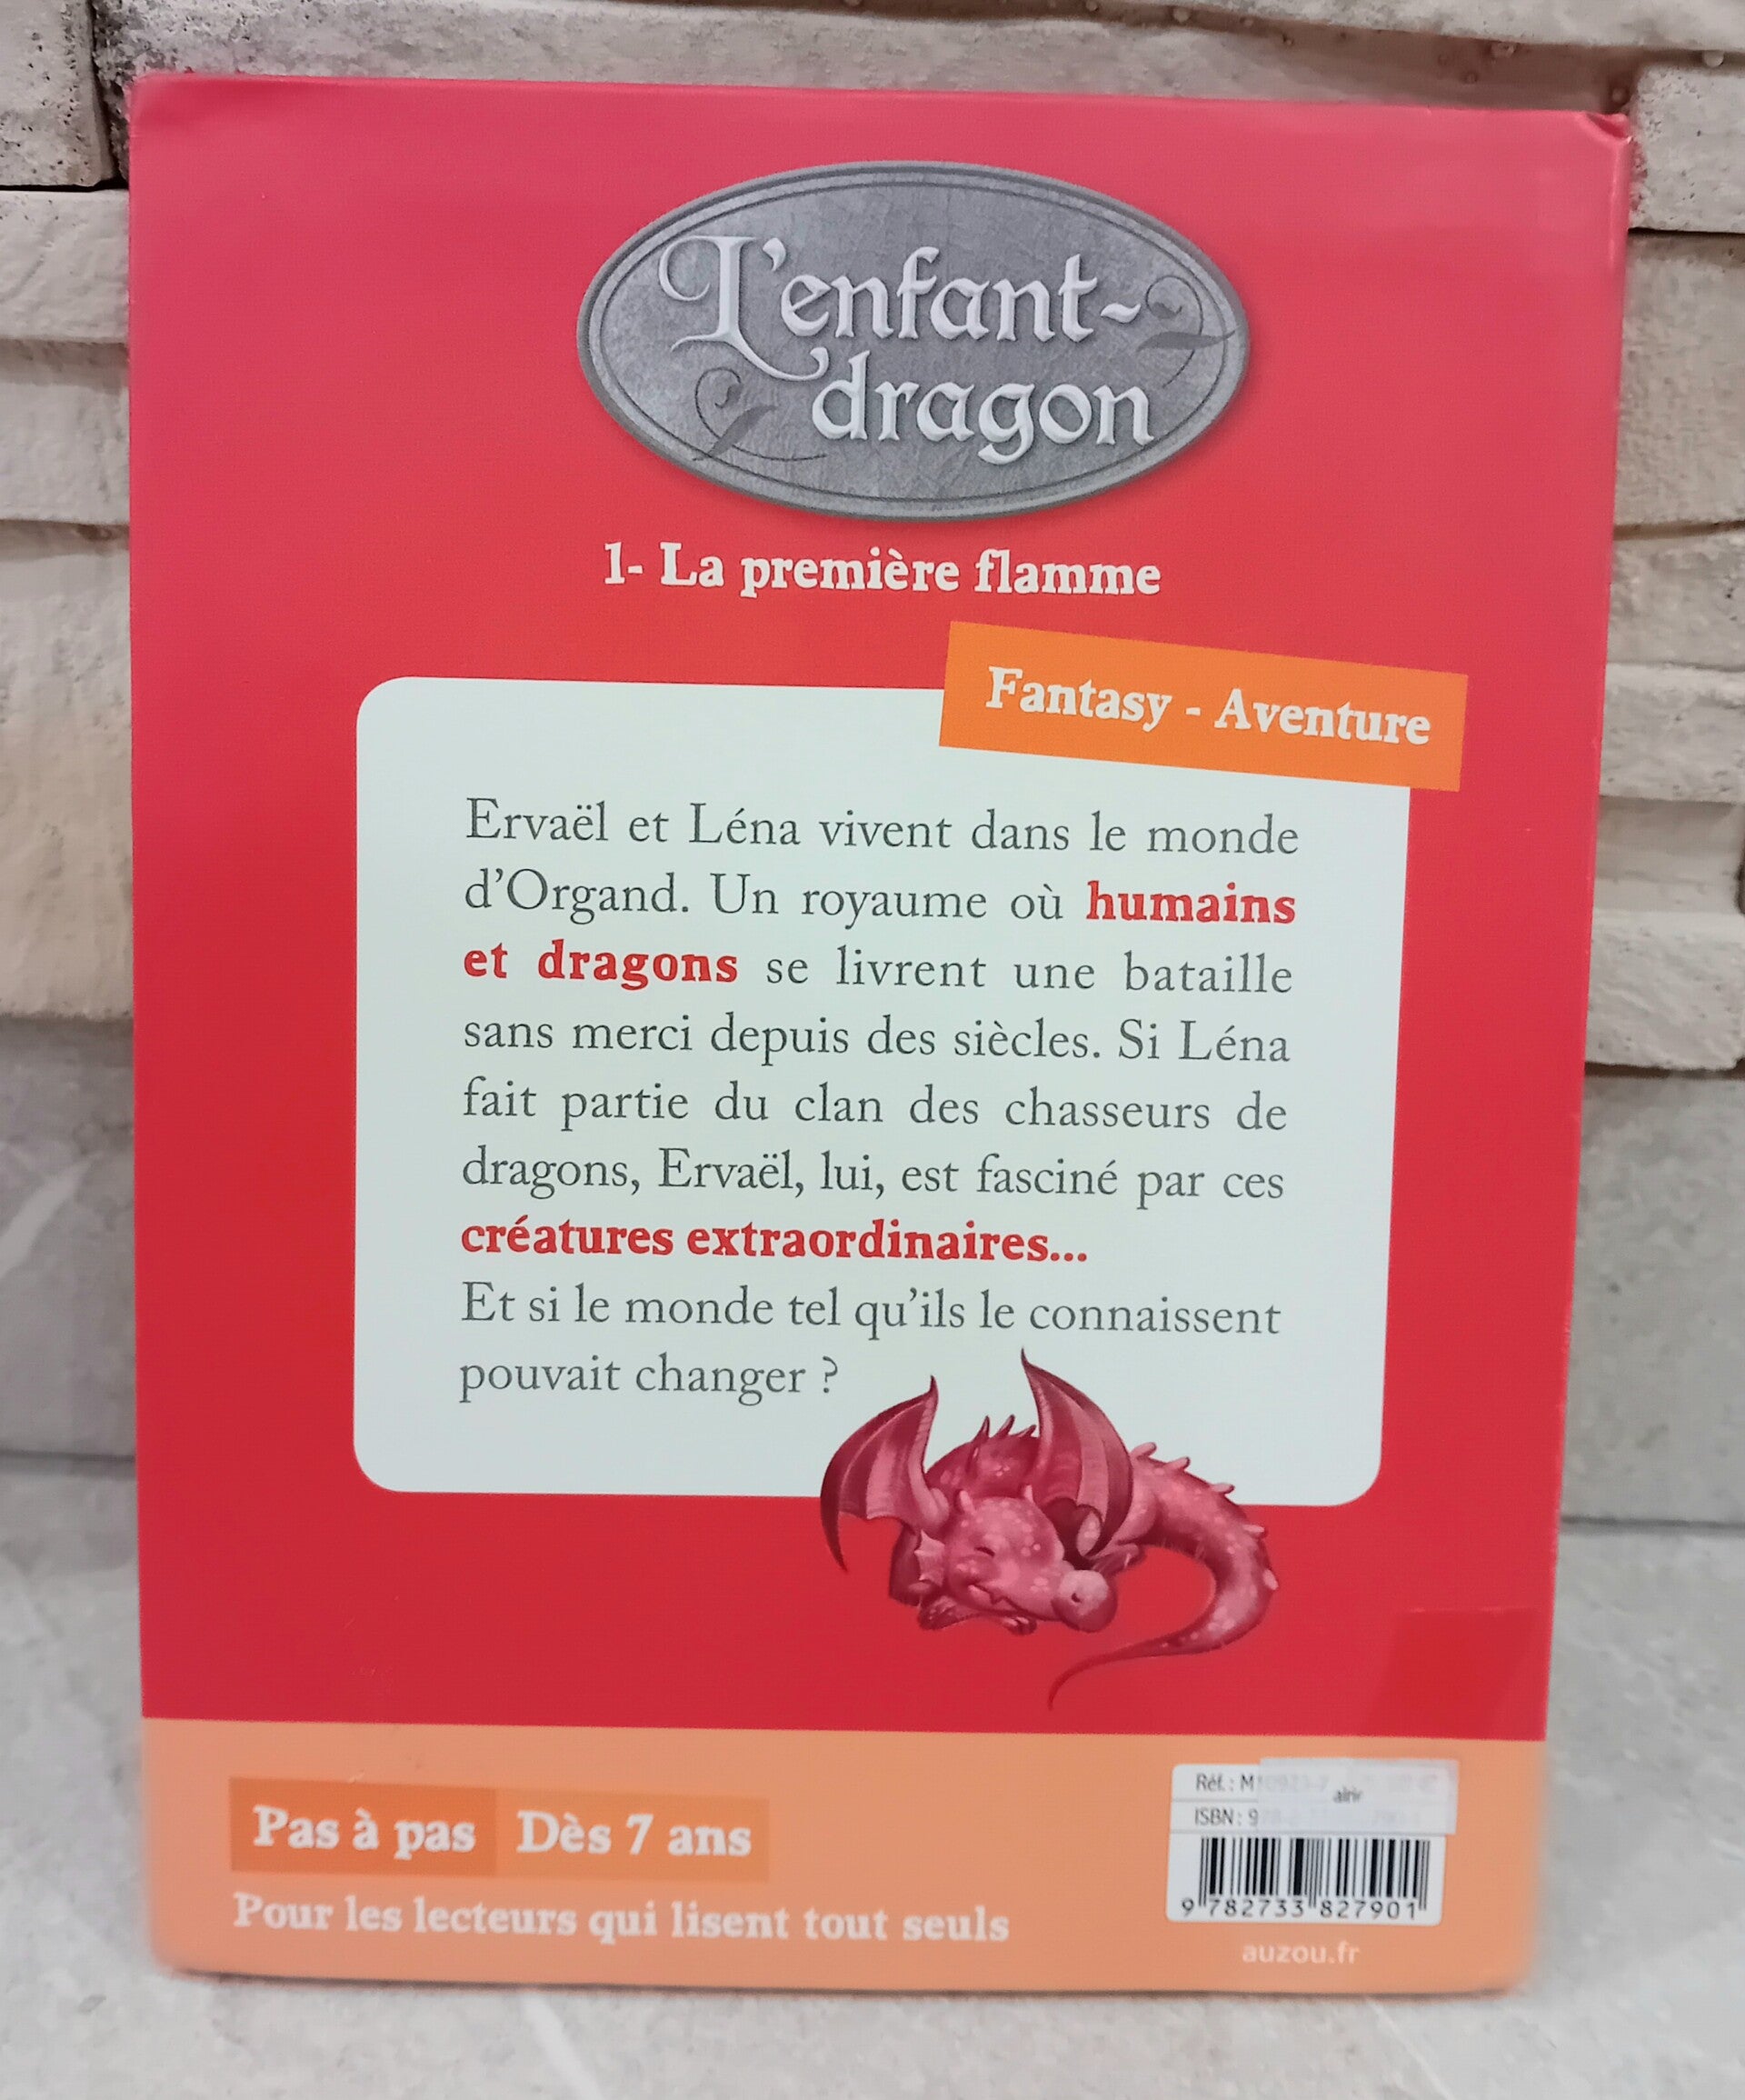 L'enfant-
dragon
1- La première flamme
Fantasy - Aventure
Ervaël et Léna vivent dans le monde
d'Organd. Un royaume où humains
et dragons se livrent une bataille
sans merci depuis des siècles. Si Léna
fait partie du clan des chasseurs de
dragons, Ervaël, lui, est fasciné par ces
créatures extraordinaires...
Et si le monde tel qu'ils le connaissent
pouvait changer ?
Pas à pas Dès 7 ans
Pour les lecteurs qui lisent tout seuls
Réf. : M
ISBN : 9
9 782733 827901
auzou.fr